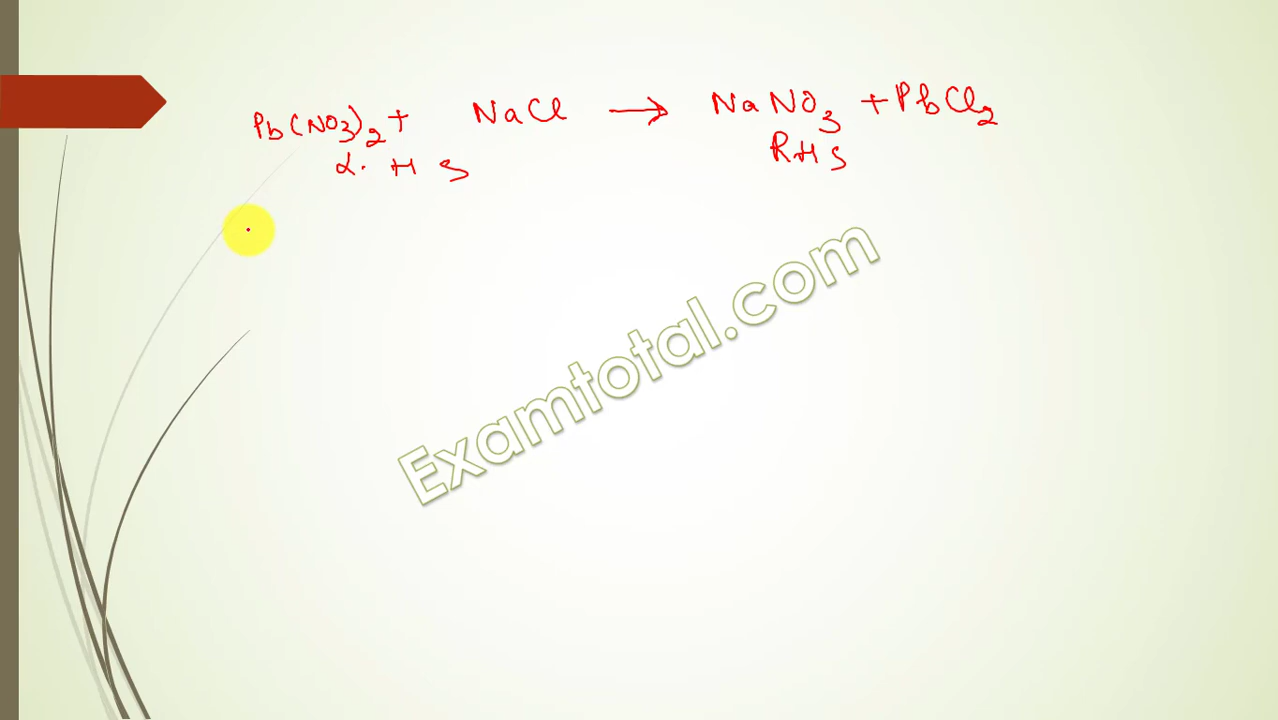 Pb(NO3)2 + NaCl → NaNO3 + PbCl2
L. H S RHS
Examtotal.com